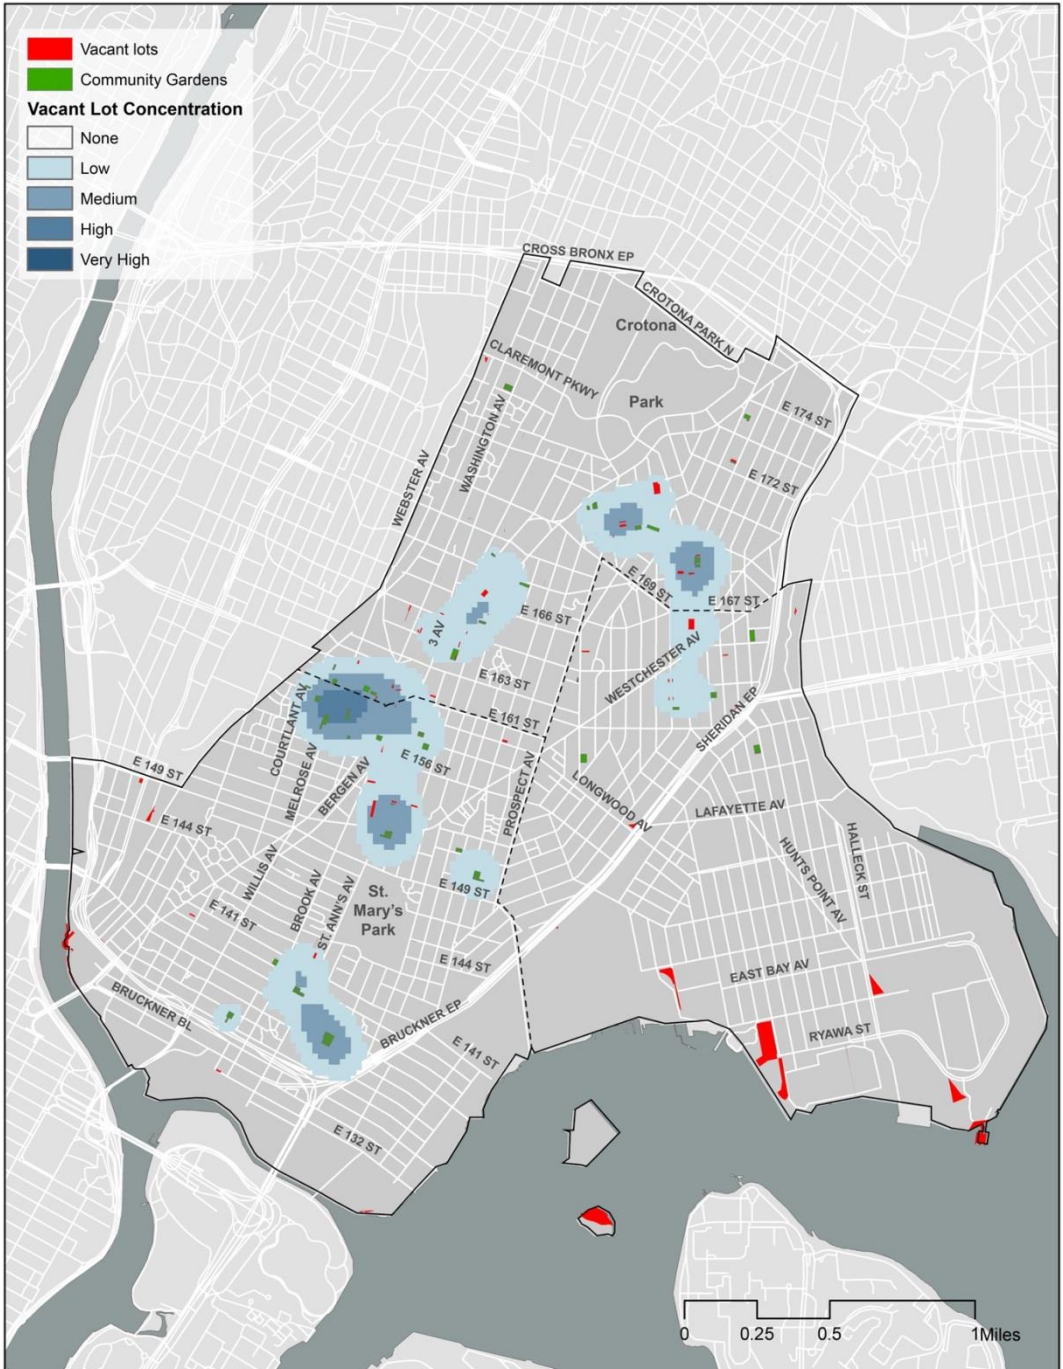 Vacant lots
Community Gardens
Vacant Lot Concentration
None
Low
Medium
High
Very High
CROSS BRONX EP
CROTONA PARK N
Crotona
CLAREMONT PKWY
Park
WASHINGTON AV
E 174 ST
WEBSTER AV
E 172 ST
E 169 ST
E 167 ST
E 166 ST
3 AV
WESTCHESTER AV
E 163 ST
COURTLANT AV
E 161 ST
SHERIDAN EP
MELROSE AV
BERGEN AV
E 156 ST
PROSPECT AV
E 149 ST
LONGWOOD AV
LAFAYETTE AV
E 144 ST
HALLECK ST
HUNTS POINT AV
WILLIS AV
BROOK AV
ST. ANN'S AV
E 149 ST
St.
Mary's
Park
E 141 ST
E 144 ST
EAST BAY AV
BRUCKNER BL
BRUCKNER EP
RYAWA ST
E 141 ST
E 132 ST
0 0.25 0.5 1Miles